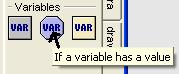 Variables
VAR VAR VAR
If a variable has a value